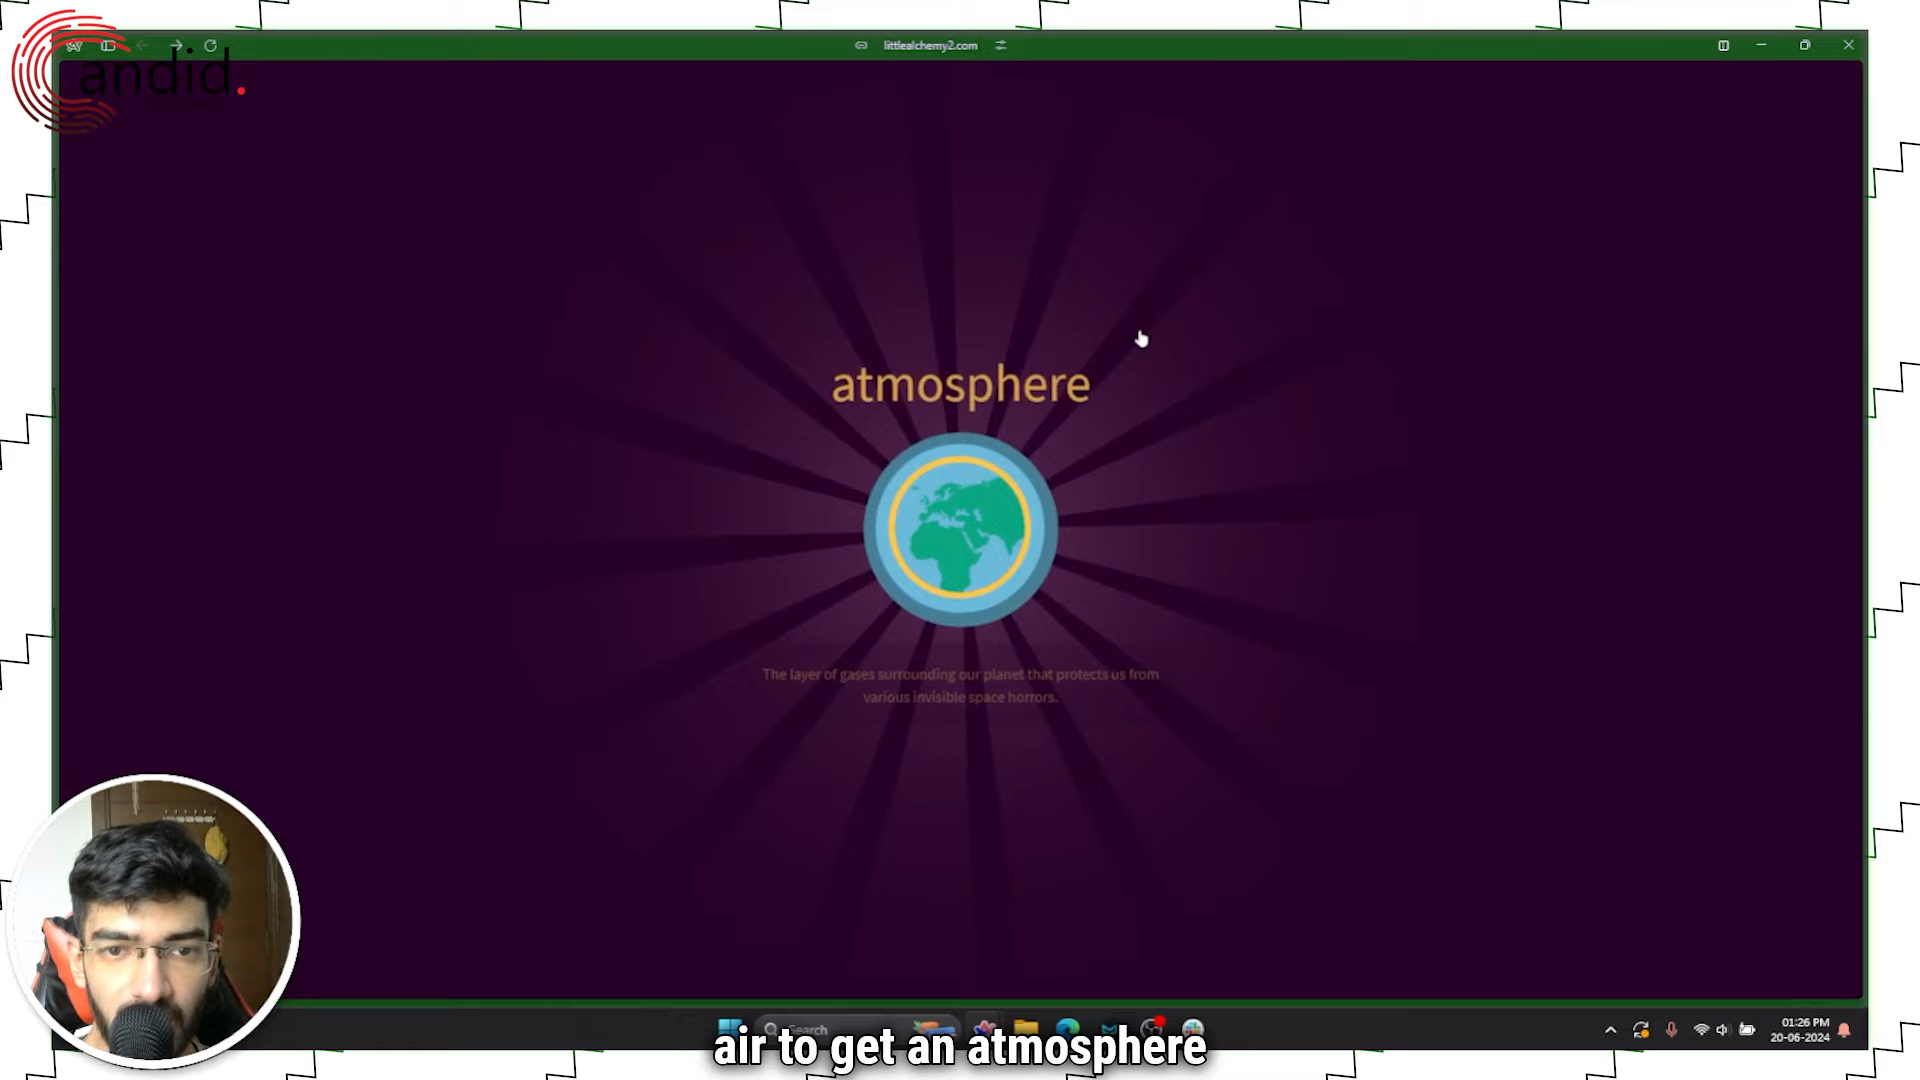 littlealchemy2.com
andid.
atmosphere
The layer of gases surrounding our planet that protects us from
various invisible space horrors.
Search
01:26 PM
20-06-2024
air to get an atmosphere